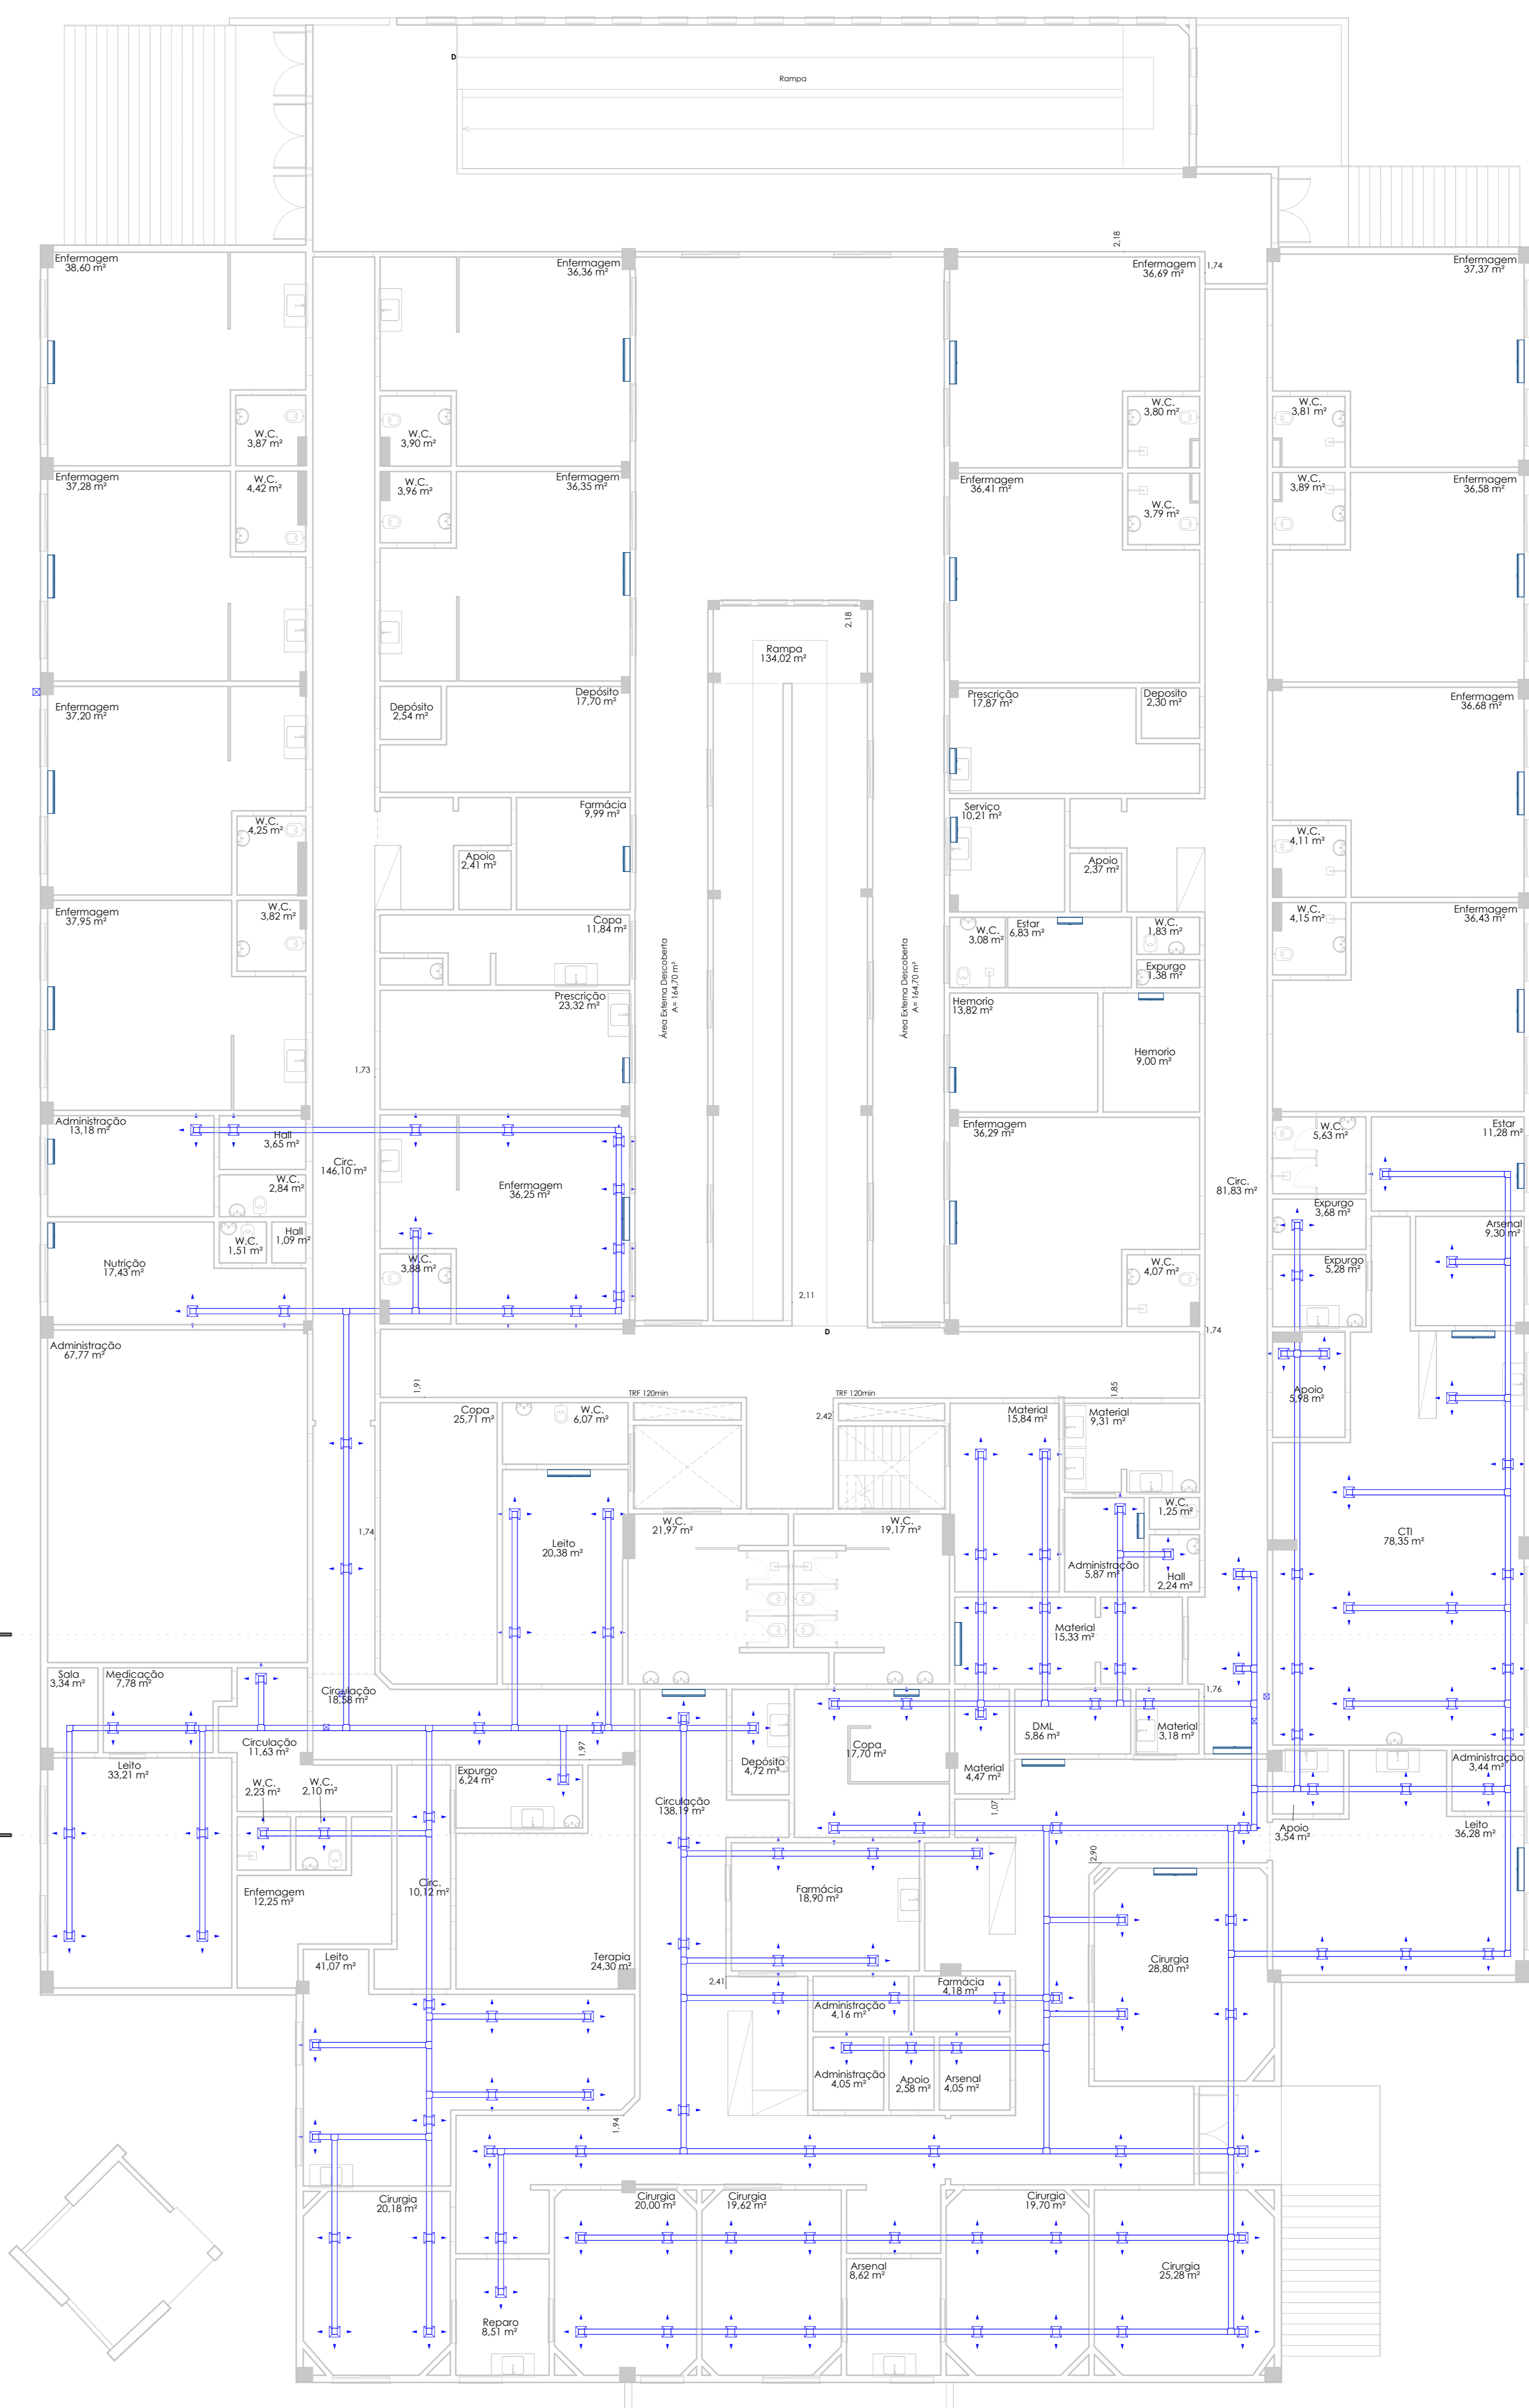 D
Rampa
2,18
1,74
Enfermagem
38,60 m²
Enfermagem
36,36 m²
Enfermagem
36,69 m²
Enfermagem
37,37 m²
W.C.
3,87 m²
W.C.
3,90 m²
W.C.
3,80 m²
W.C.
3,81 m²
Enfermagem
37,28 m²
W.C.
4,42 m²
W.C.
3,96 m²
Enfermagem
36,35 m²
Enfermagem
36,41 m²
W.C.
3,79 m²
W.C.
3,89 m²
Enfermagem
36,58 m²
2,18
Rampa
134,02 m²
Enfermagem
37,20 m²
Depósito
2,54 m²
Depósito
17,70 m²
Prescrição
17,87 m²
Deposito
2,30 m²
Enfermagem
36,68 m²
W.C.
4,25 m²
Farmácia
9,99 m²
Apoio
2,41 m²
Serviço
10,21 m²
Apoio
2,37 m²
W.C.
4,11 m²
Enfermagem
37,95 m²
W.C.
3,82 m²
Copa
11,84 m²
Área Externa Descoberta
A= 164,70 m²
Área Externa Descoberta
A= 164,70 m²
W.C.
3,08 m²
Estar
6,83 m²
W.C.
1,83 m²
Expurgo
1,38 m²
W.C.
4,15 m²
Enfermagem
36,43 m²
Prescrição
23,32 m²
Hemorio
13,82 m²
Hemorio
9,00 m²
1,73
Administração
13,18 m²
Hall
3,65 m²
Circ.
146,10 m²
W.C.
2,84 m²
Enfermagem
36,25 m²
Enfermagem
36,29 m²
Circ.
81,83 m²
W.C.
5,63 m²
Estar
11,28 m²
Expurgo
3,68 m²
Arsenal
9,30 m²
Nutrição
17,43 m²
W.C.
1,51 m²
Hall
1,09 m²
W.C.
3,88 m²
W.C.
4,07 m²
Expurgo
5,28 m²
2,11
D
1,74
Administração
67,77 m²
1,91
TRF 120min
TRF 120min
1,85
2,42
Apoio
5,98 m²
Copa
25,71 m²
W.C.
6,07 m²
Material
15,84 m²
Material
9,31 m²
1,74
Leito
20,38 m²
W.C.
21,97 m²
W.C.
19,17 m²
W.C.
1,25 m²
Administração
5,87 m²
Hall
2,24 m²
CTI
78,35 m²
Material
15,33 m²
Sala
3,34 m²
Medicação
7,78 m²
Circulação
18,58 m²
1,76
Circulação
11,63 m²
1,97
Depósito
4,72 m²
Copa
17,70 m²
DML
5,86 m²
Material
3,18 m²
Material
4,47 m²
Leito
33,21 m²
W.C.
2,23 m²
W.C.
2,10 m²
Expurgo
6,24 m²
Circulação
138,19 m²
1,07
Administração
3,44 m²
Apoio
3,54 m²
Leito
36,28 m²
2,90
Enfemagem
12,25 m²
Circ.
10,12 m²
Farmácia
18,90 m²
Leito
41,07 m²
Terapia
24,30 m²
Cirurgia
28,80 m²
2,41
Administração
4,16 m²
Farmácia
4,18 m²
Administração
4,05 m²
Apoio
2,58 m²
Arsenal
4,05 m²
1,94
Cirurgia
20,18 m²
Cirurgia
20,00 m²
Cirurgia
19,62 m²
Cirurgia
19,70 m²
Arsenal
8,62 m²
Cirurgia
25,28 m²
Reparo
8,51 m²